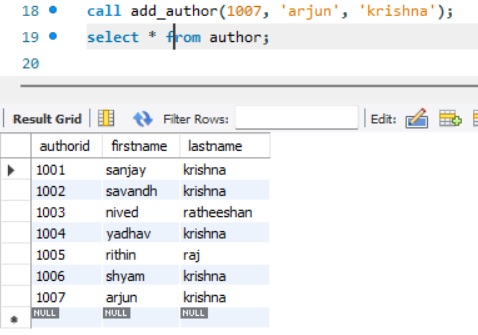 18 call add_author(1007, 'arjun', 'krishna');
19 select * from author;
20
Result Grid Filter Rows: Edit:
authorid firstname lastname
1001 sanjay krishna
1002 savandh krishna
1003 nived ratheeshan
1004 yadhav krishna
1005 rithin raj
1006 shyam krishna
1007 arjun krishna
NULL NULL NULL